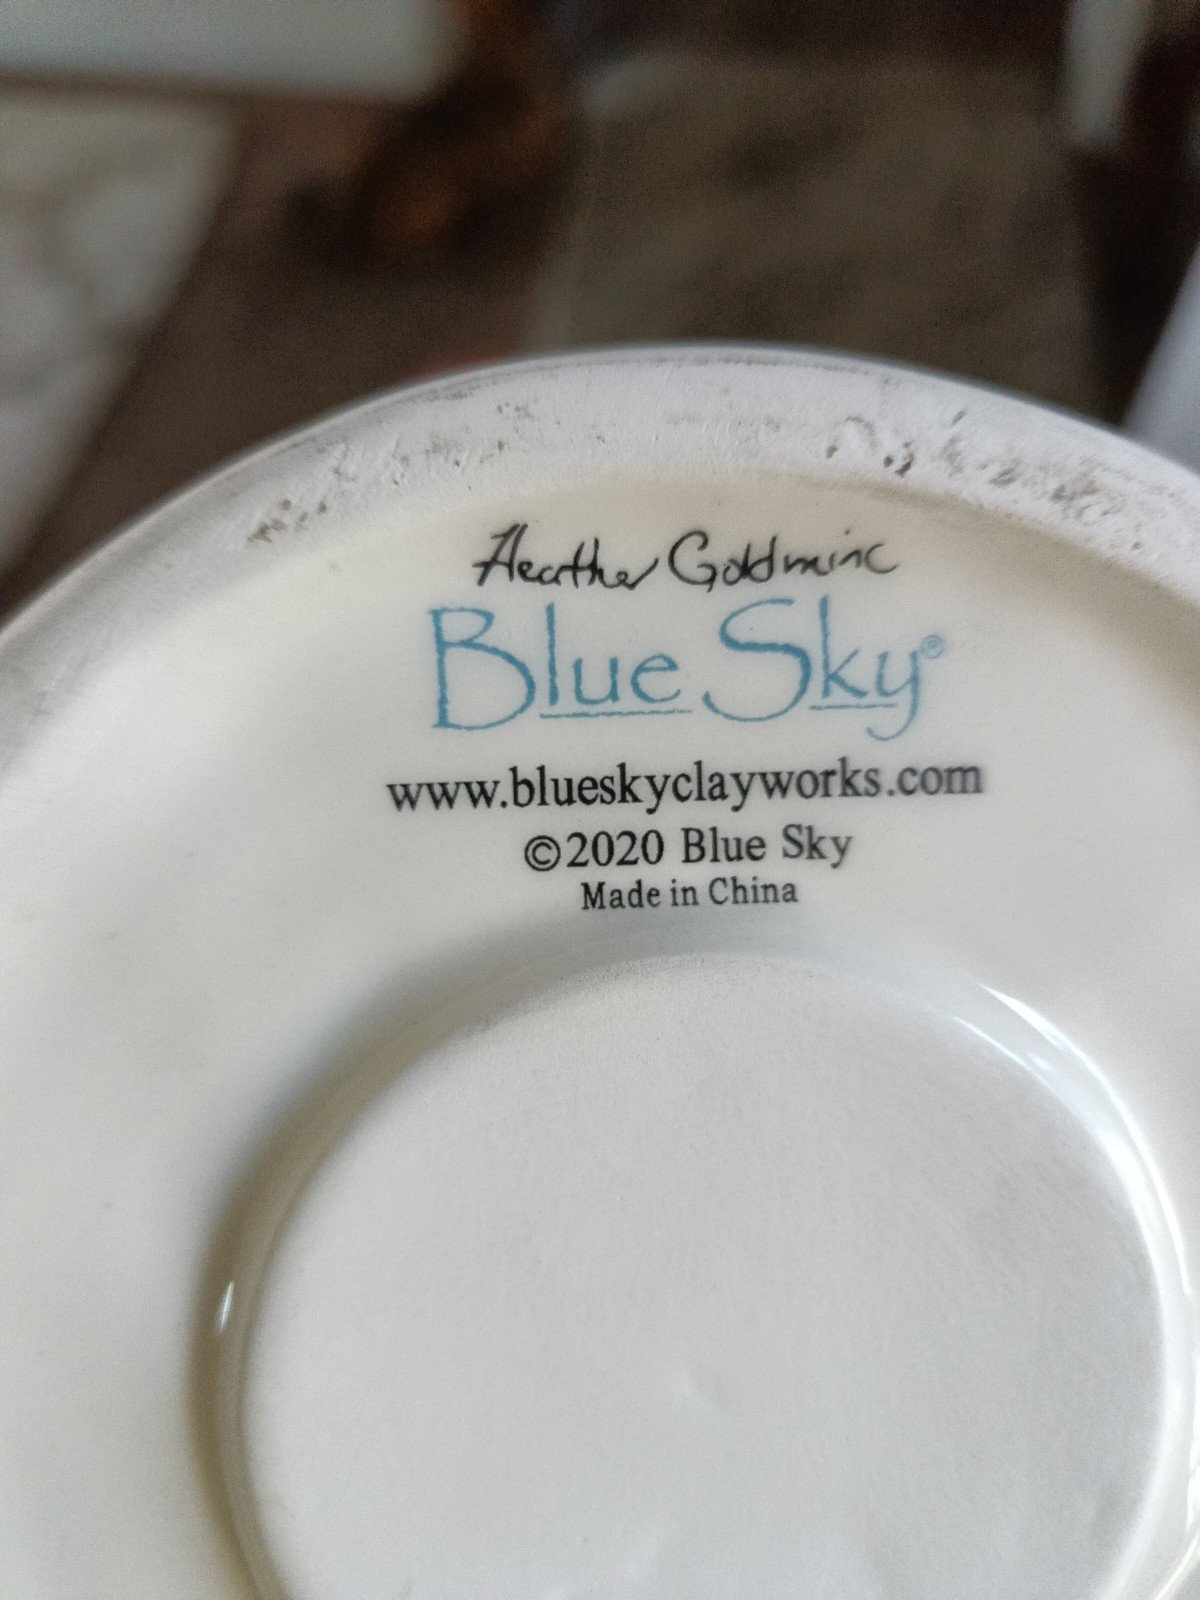 Heather Goldminc
Blue Sky®
www.blueskyclayworks.com
©2020 Blue Sky
Made in China